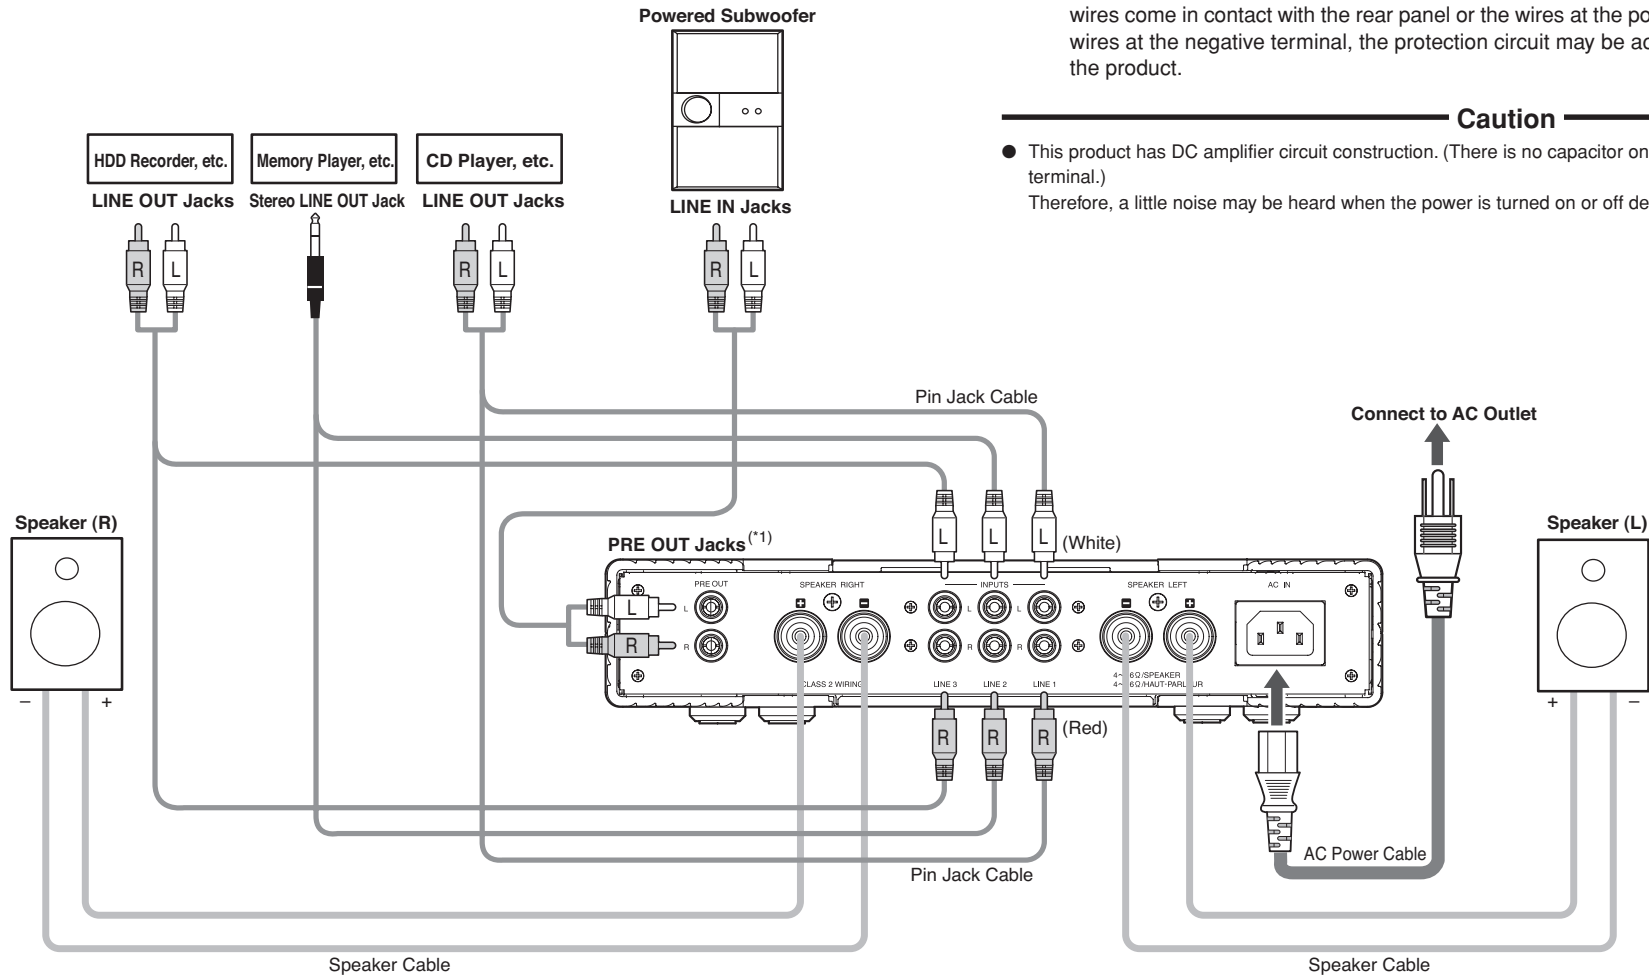 Powered Subwoofer
wires come in contact with the rear panel or the wires at the
wires at the negative terminal, the protection circuit may be
the product.
Caution
This product has DC amplifier circuit construction. (There is no capacitor
terminal.)
Therefore, a little noise may be heard when the power is turned on or off
HDD Recorder, etc.
Memory Player, etc.
CD Player, etc.
LINE OUT Jacks
Stereo LINE OUT Jack
LINE OUT Jacks
LINE IN Jacks
R L
R L
R L
Pin Jack Cable
Connect to AC Outlet
Speaker (R)
Speaker (L)
PRE OUT Jacks(*1)
L L L (White)
PRE OUT
SPEAKER RIGHT
INPUTS
SPEAKER LEFT
AC IN
+ −
− +
L L L L
R R R R
CLASS 2 WIRING
LINE 3
LINE 2
LINE 1
Ω/SPEAKER
Ω/HAUT-PARLEUR
R R R (Red)
− +
+ −
AC Power Cable
Pin Jack Cable
Speaker Cable
Speaker Cable